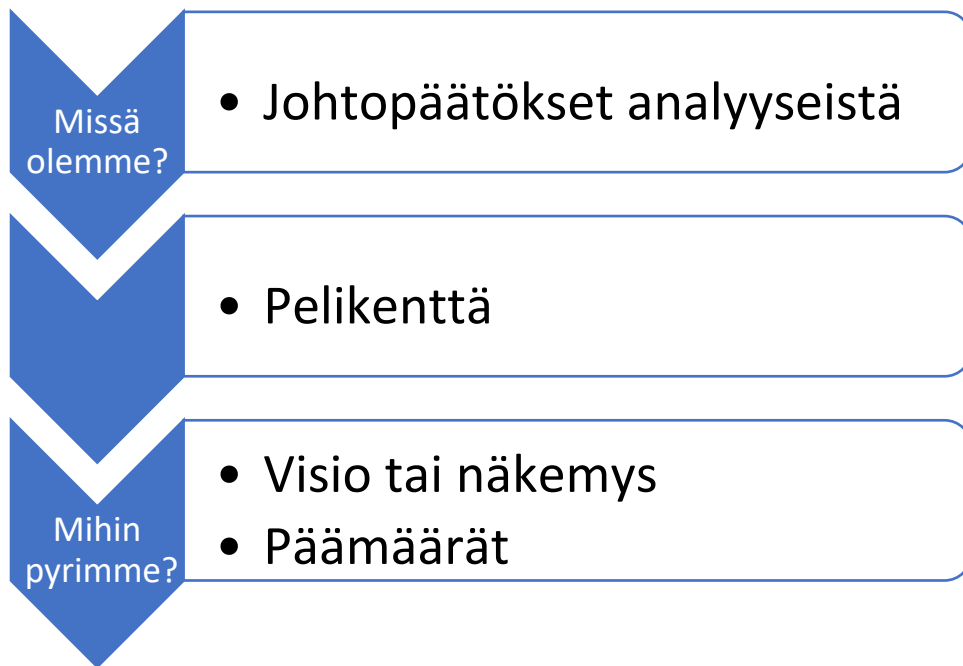 Missä
olemme?
• Johtopäätökset analyyseistä
• Pelikenttä
Mihin
pyrimme?
• Visio tai näkemys
• Päämäärät